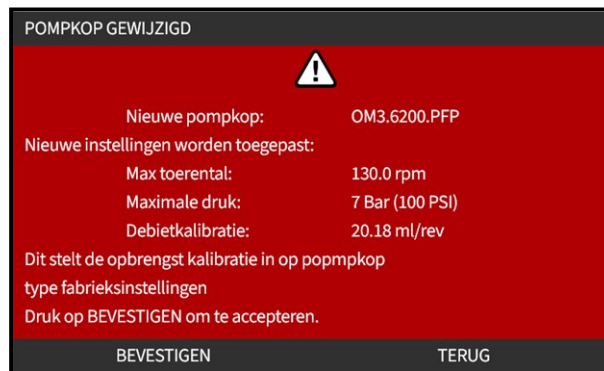 POMPKOP GEWIJZIGD
Nieuwe pompkop: OM3.6200.PFP
Nieuwe instellingen worden toegepast:
Max toerental: 130.0 rpm
Maximale druk: 7 Bar (100 PSI)
Debietkalibratie: 20.18 ml/rev
Dit stelt de opbrengst kalibratie in op popmpkop
type fabrieksinstellingen
Druk op BEVESTIGEN om te accepteren.
BEVESTIGEN TERUG